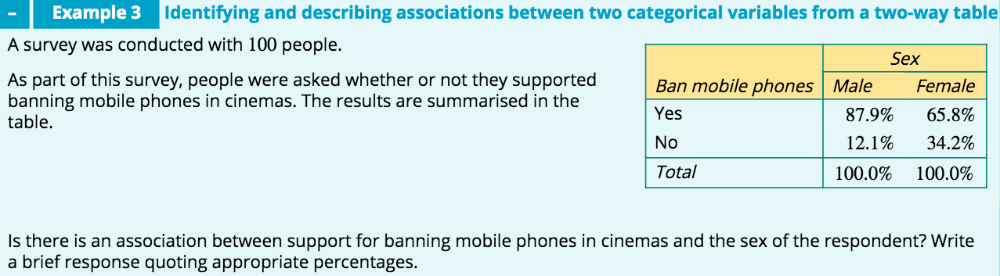 - Example 3 Identifying and describing associations between two categorical variables from a two-way table
A survey was conducted with 100 people.
As part of this survey, people were asked whether or not they supported
banning mobile phones in cinemas. The results are summarised in the
table.
Sex
Ban mobile phones Male Female
Yes 87.9% 65.8%
No 12.1% 34.2%
Total 100.0% 100.0%
Is there is an association between support for banning mobile phones in cinemas and the sex of the respondent? Write
a brief response quoting appropriate percentages.